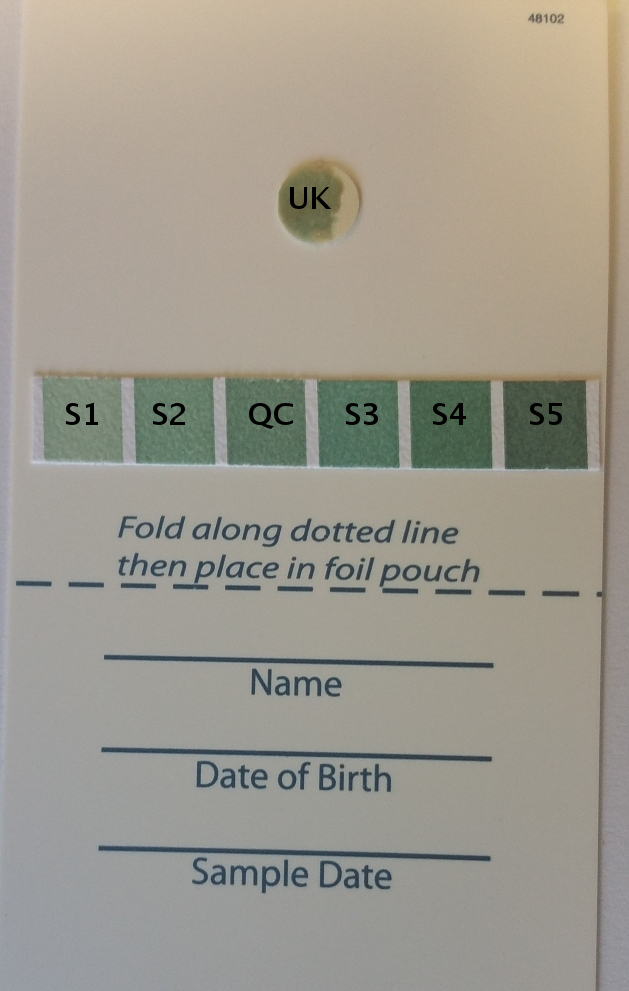 48102
UK
S1 S2 QC S3 S4 S5
Fold along dotted line
then place in foil pouch
Name
Date of Birth
Sample Date